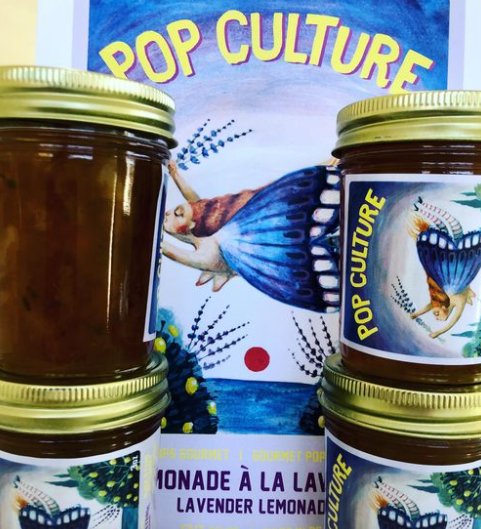 POP CULTURE
POP CULTURE
GOURMET | GOURMET POP
MONADE À LA LAV
LAVENDER LEMONAD
CULTURE